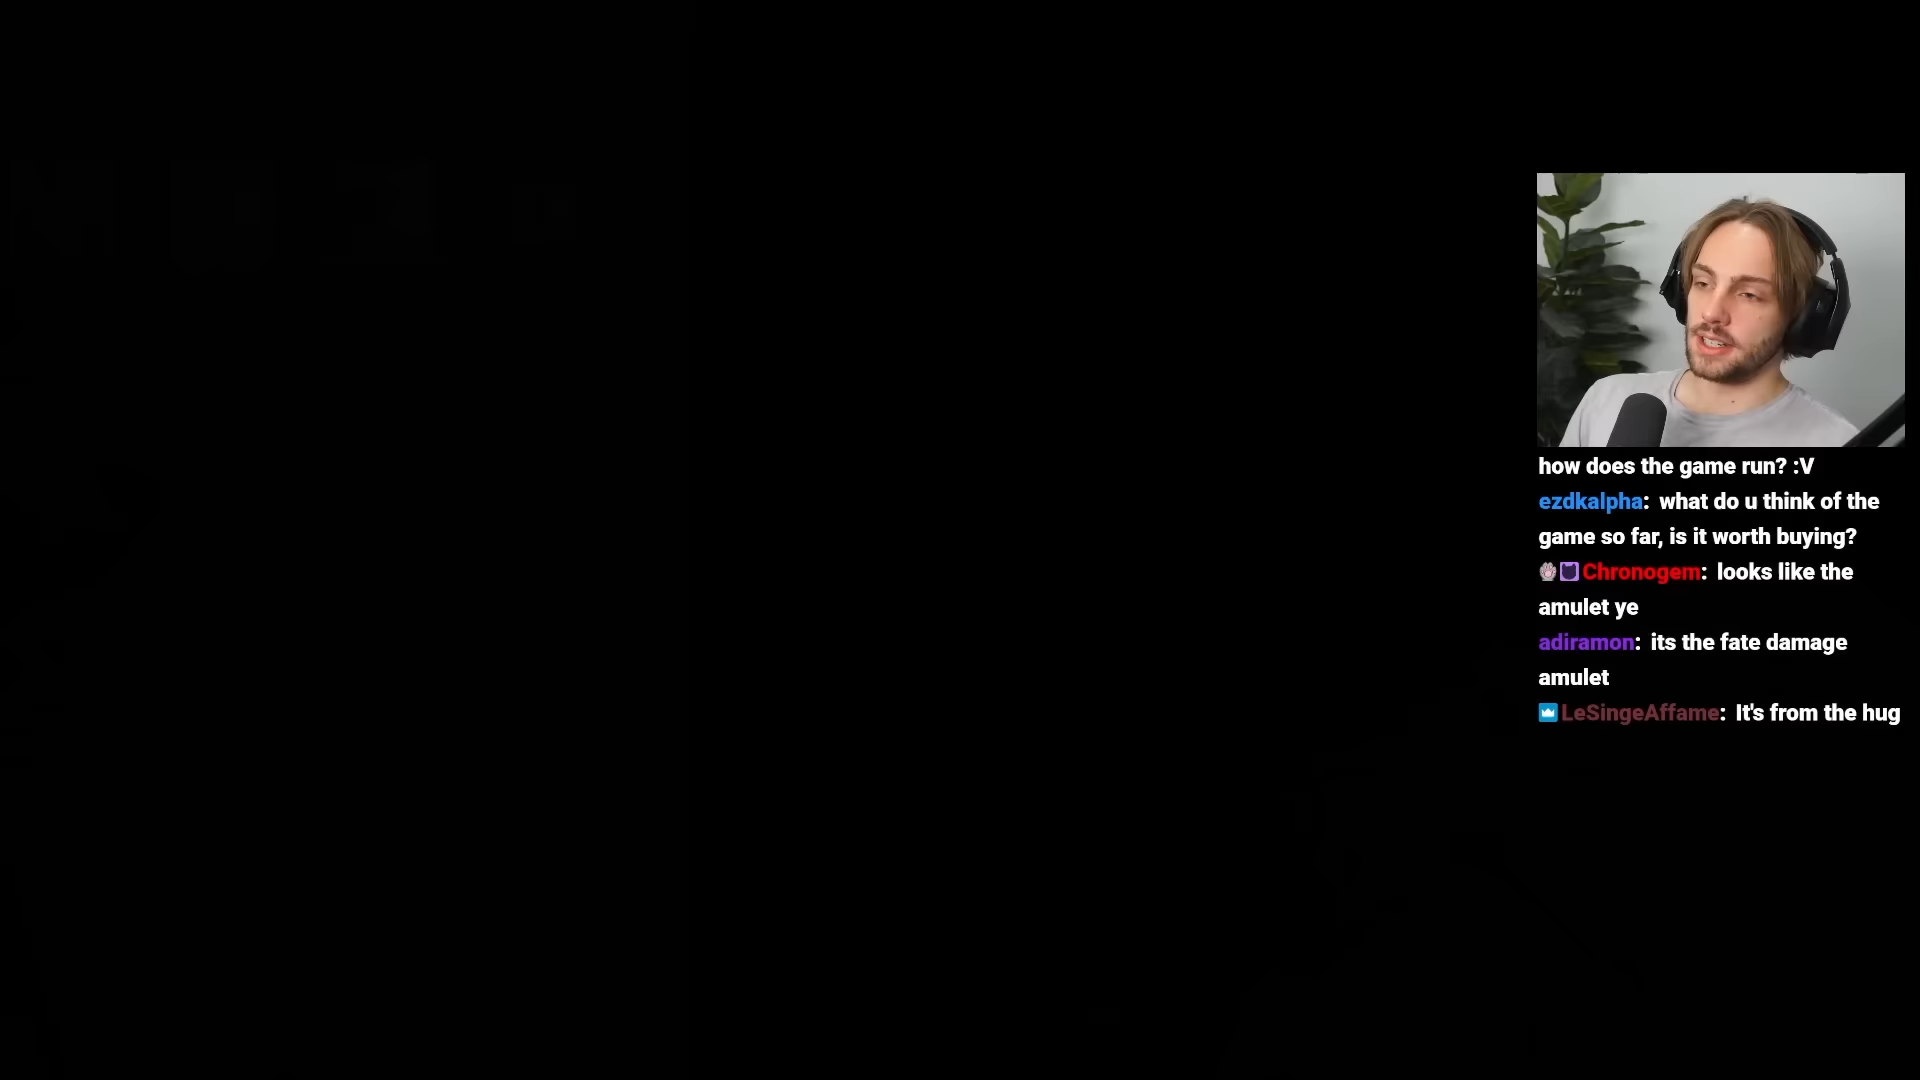 how does the game run? :V
ezdkalpha: what do u think of the
game so far, is it worth buying?
Chronogem: looks like the
amulet ye
adiramon: its the fate damage
amulet
LeSingeAffame: It's from the hug